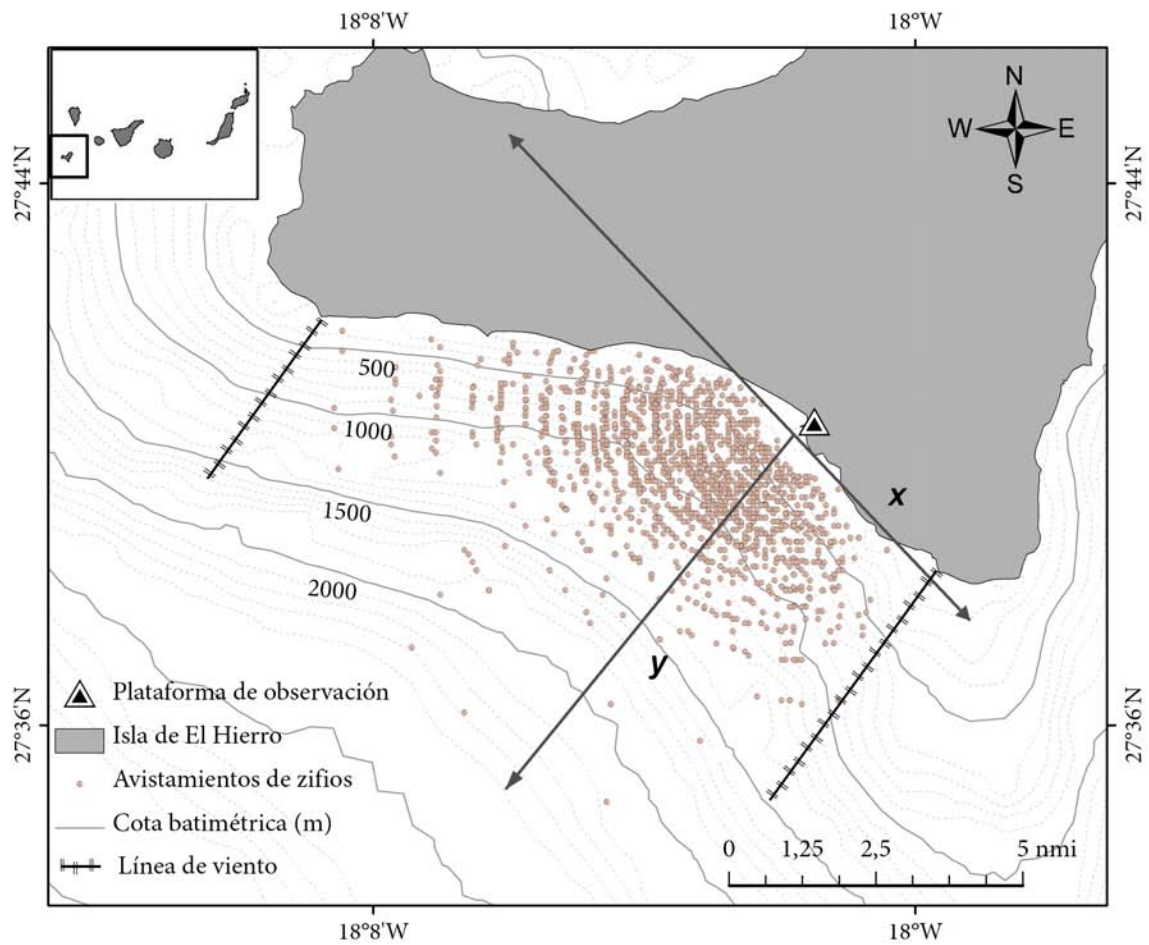 18°8'W 18°W
N
W E
S
27°44'N 27°44'N
500
1000
x
1500
2000
y
Plataforma de observación
27°36'N 27°36'N
Isla de El Hierro
Avistamientos de zifios
Cota batimétrica (m)
0 1,25 2,5 5 nmi
Línea de viento
18°8'W 18°W